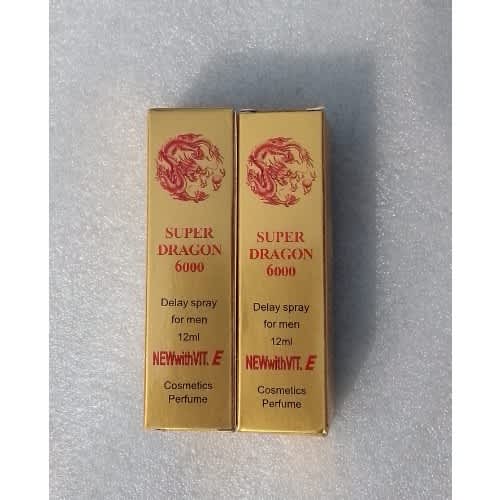 SUPER
DRAGON
6000
Delay spray
for men
12ml
NEWwithVIT. E
Cosmetics
Perfume
SUPER
DRAGON
6000
Delay spray
for men
12ml
NEWwithVIT. E
Cosmetics
Perfume